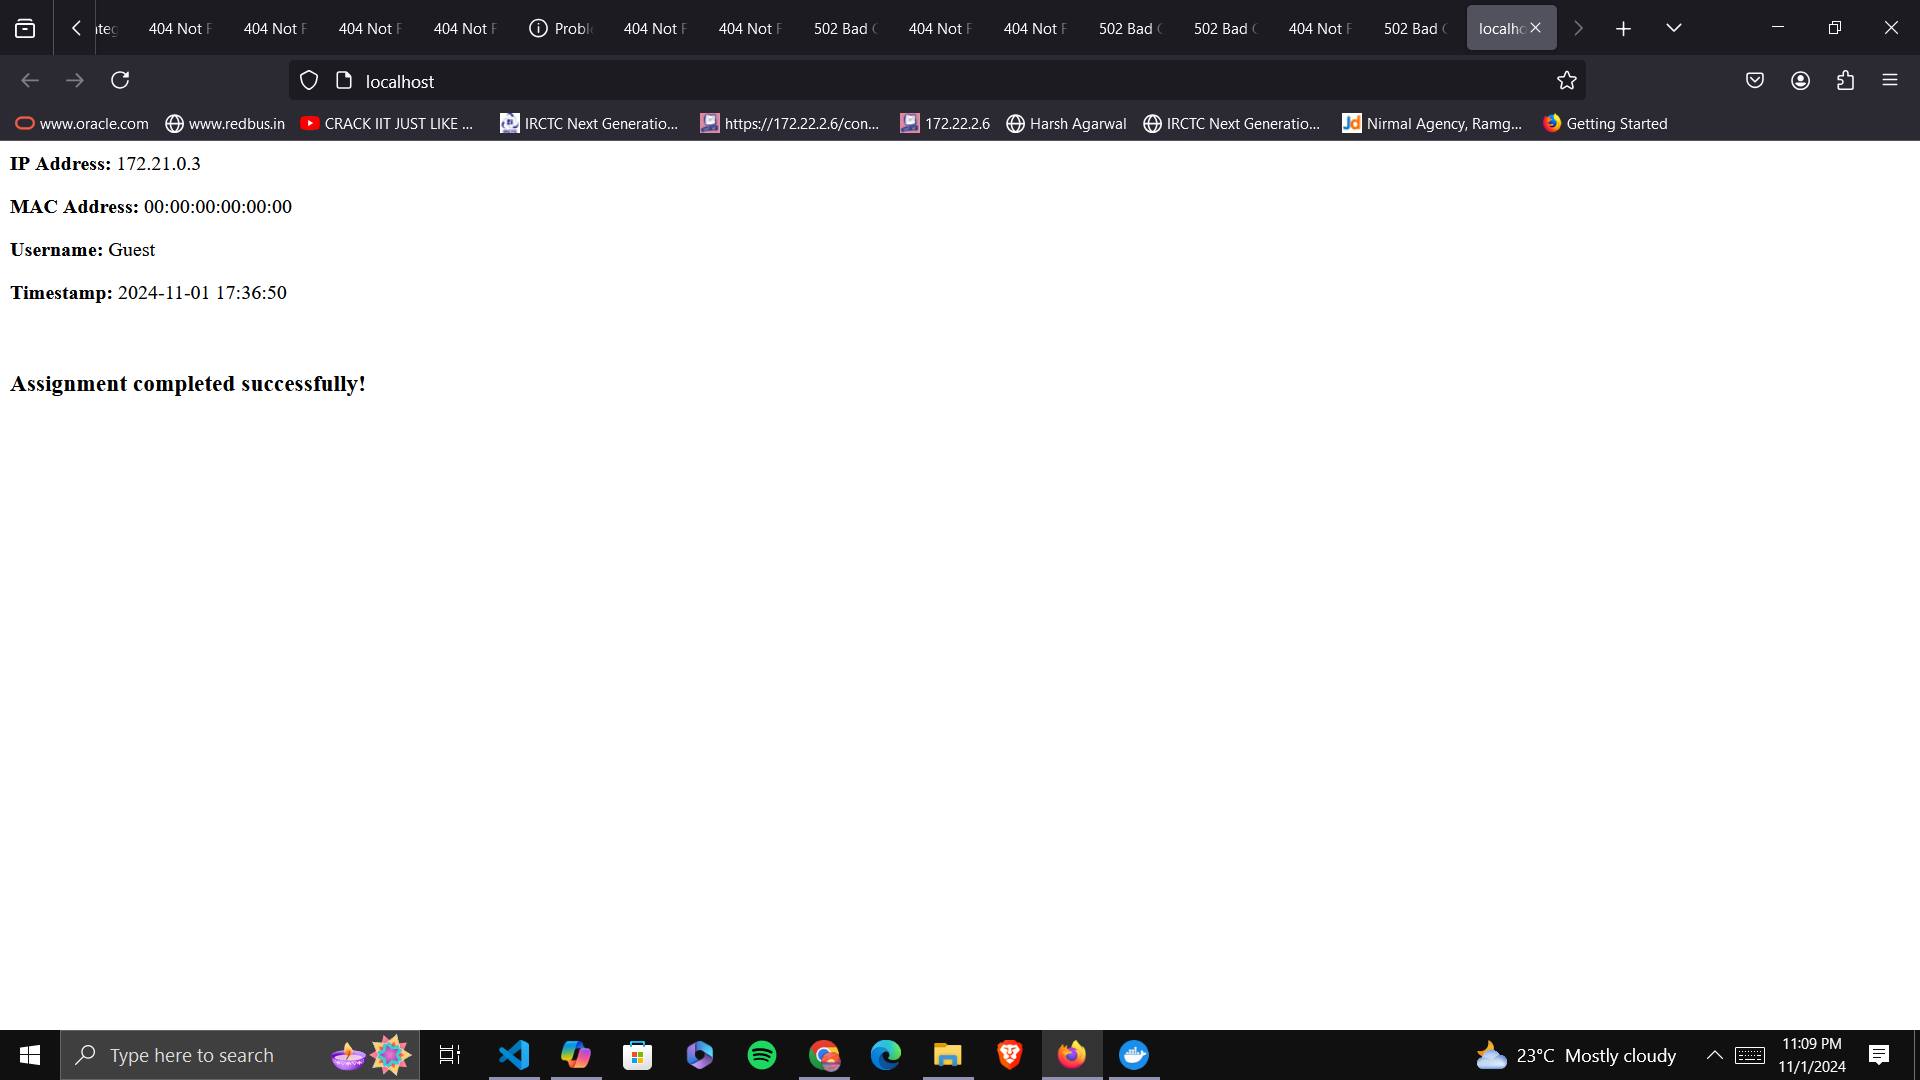 404 Not F 404 Not F 404 Not F 404 Not F Probl 404 Not F 404 Not F 502 Bad 404 Not F 404 Not F 502 Bad 502 Bad 404 Not F 502 Bad localho
localhost
www.oracle.com www.redbus.in CRACK IIT JUST LIKE ... IRCTC Next Generatio... https://172.22.2.6/con... 172.22.2.6 Harsh Agarwal IRCTC Next Generatio... Nirmal Agency, Ramg... Getting Started
IP Address: 172.21.0.3
MAC Address: 00:00:00:00:00:00
Username: Guest
Timestamp: 2024-11-01 17:36:50
Assignment completed successfully!
Type here to search
23°C Mostly cloudy
11:09 PM
11/1/2024